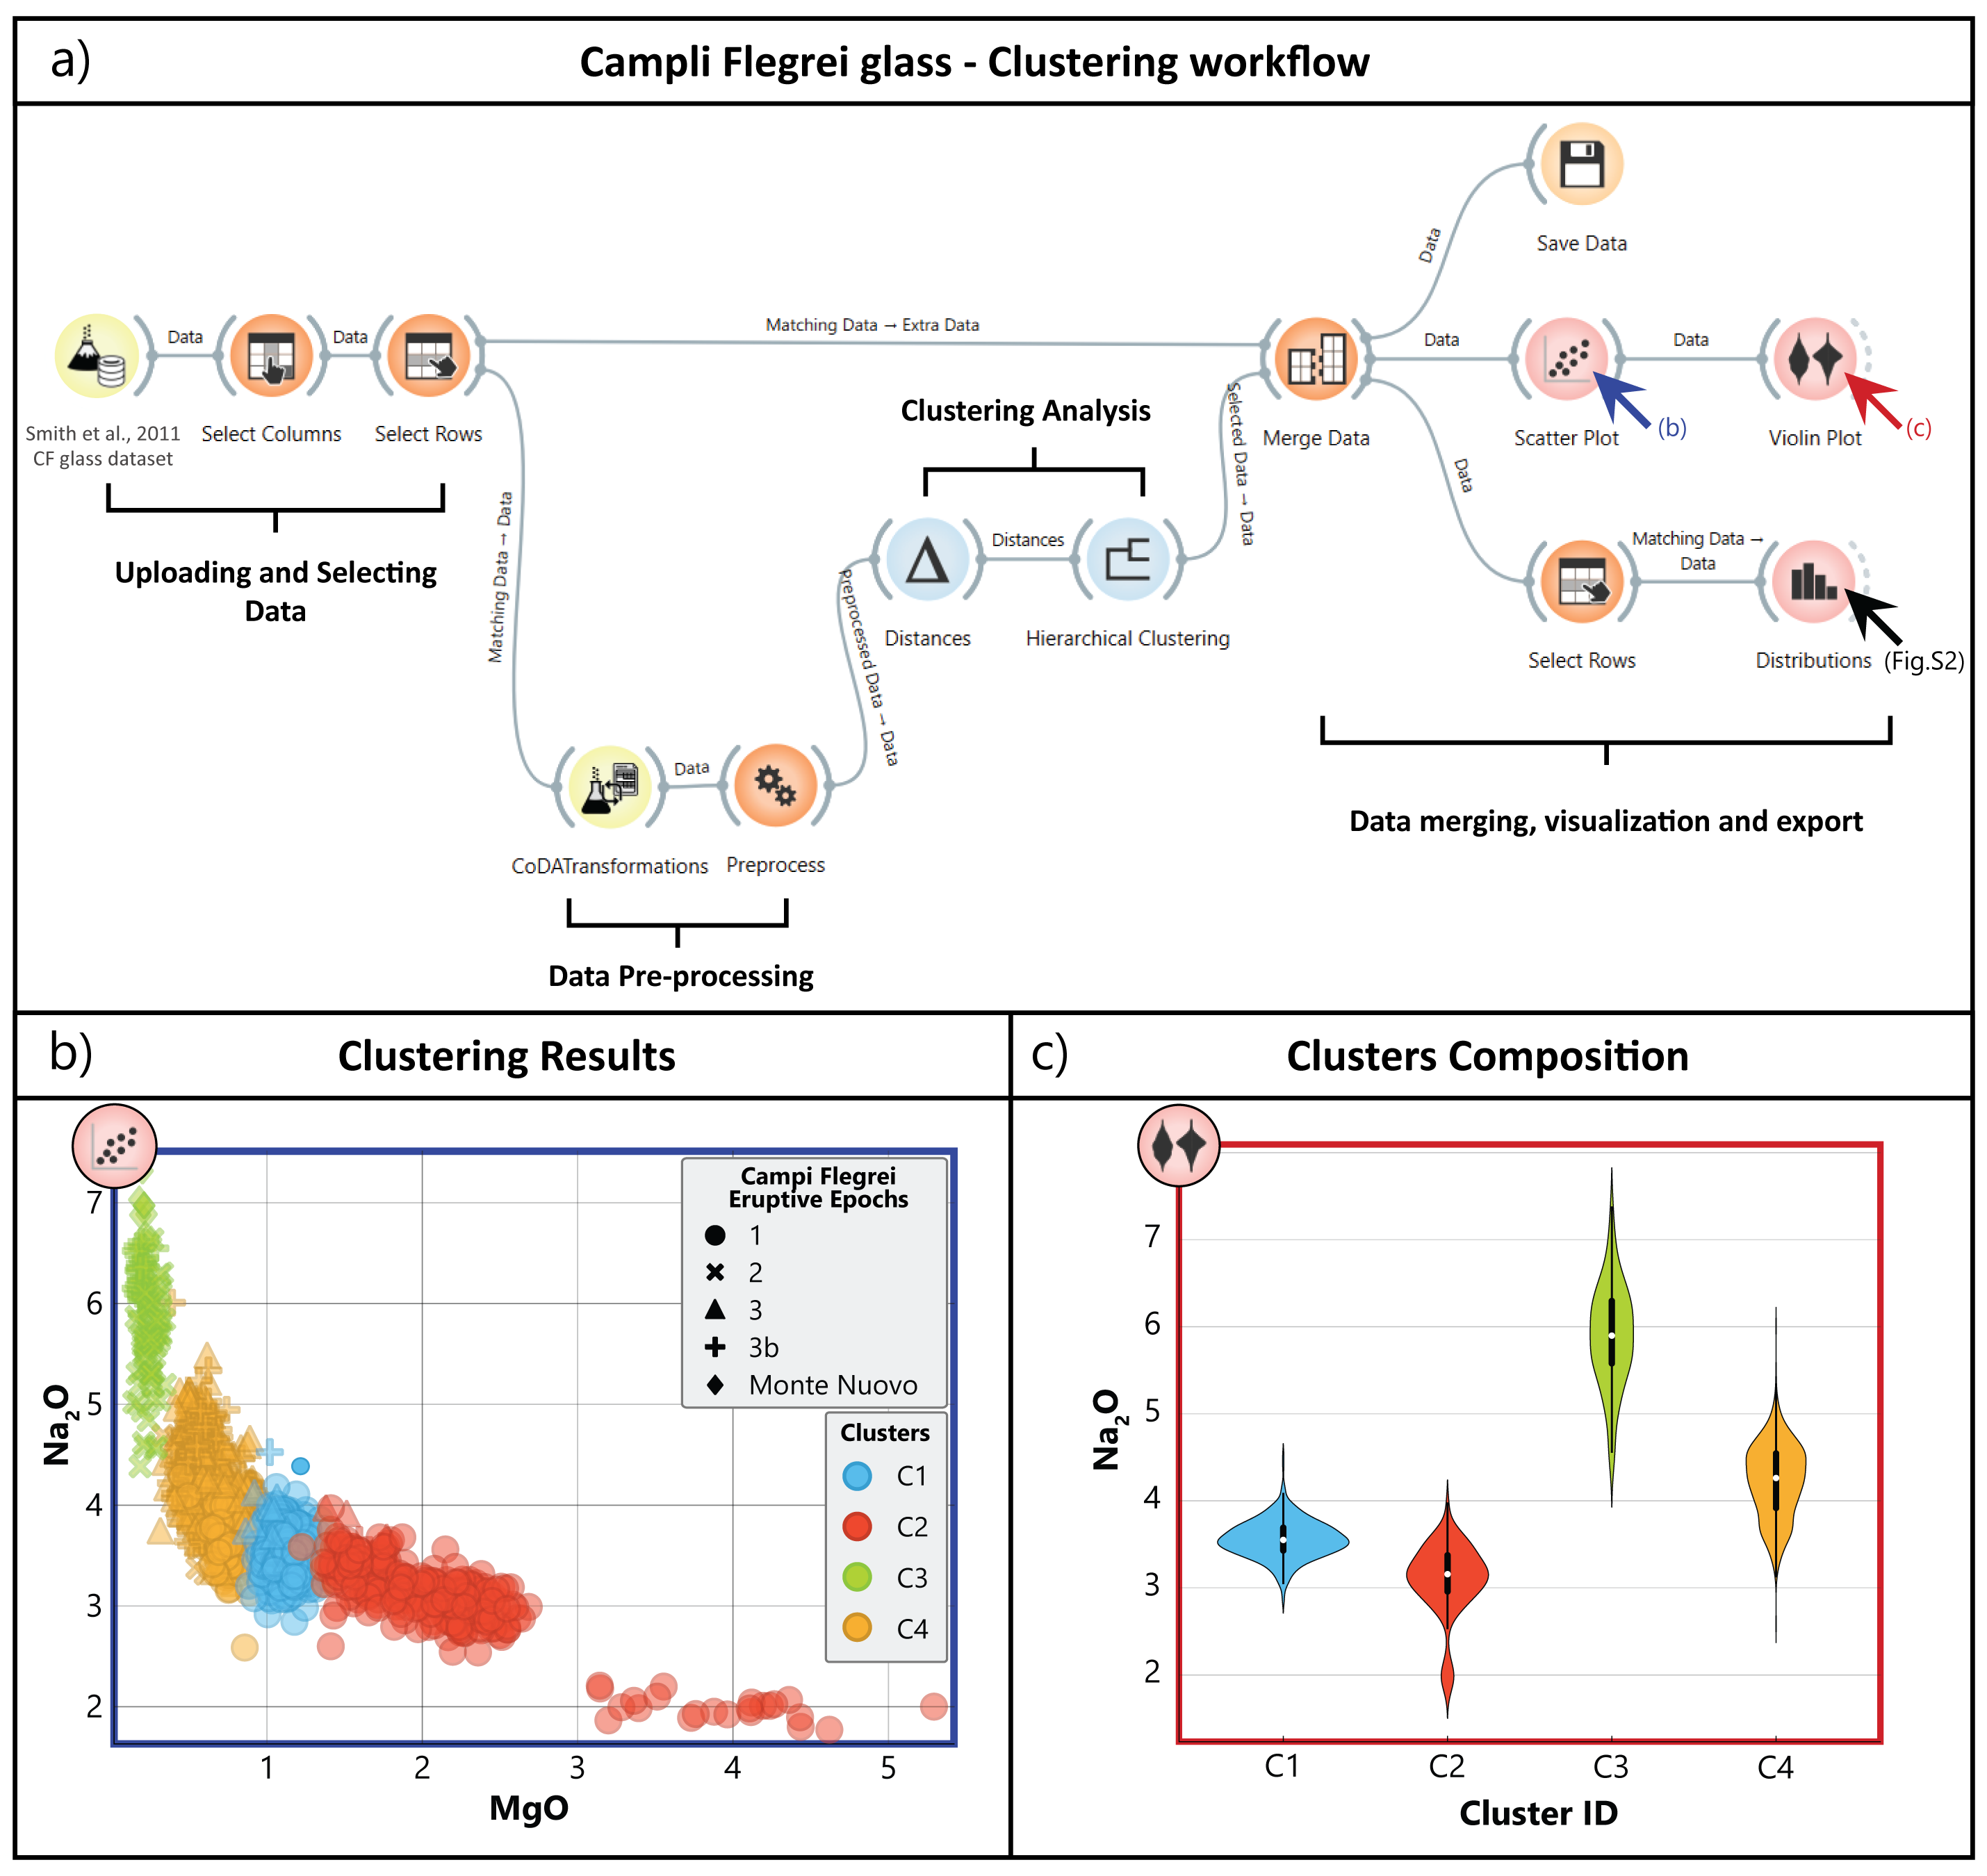 a)
Campli Flegrei glass - Clustering workflow
Save Data
Data
Data
Data
Matching Data → Extra Data
Data
Data
Smith et al., 2011
CF glass dataset
Select Columns
Select Rows
Clustering Analysis
Merge Data
Scatter Plot
(b)
Violin Plot
(c)
Selected Data → Data
Data
Matching Data → Data
Uploading and Selecting
Data
Preprocessed Data → Data
Distances
Distances
Hierarchical Clustering
Matching Data →
Data
Select Rows
Distributions
(Fig.S2)
Data
CoDATransformations
Preprocess
Data Pre-processing
Data merging, visualization and export
b)
Clustering Results
Campi Flegrei
Eruptive Epochs
1
2
3
3b
Monte Nuovo
Clusters
C1
C2
C3
C4
Na₂O
7
6
5
4
3
2
1
2
3
4
5
MgO
c)
Clusters Composition
Na₂O
7
6
5
4
3
2
C1
C2
C3
C4
Cluster ID